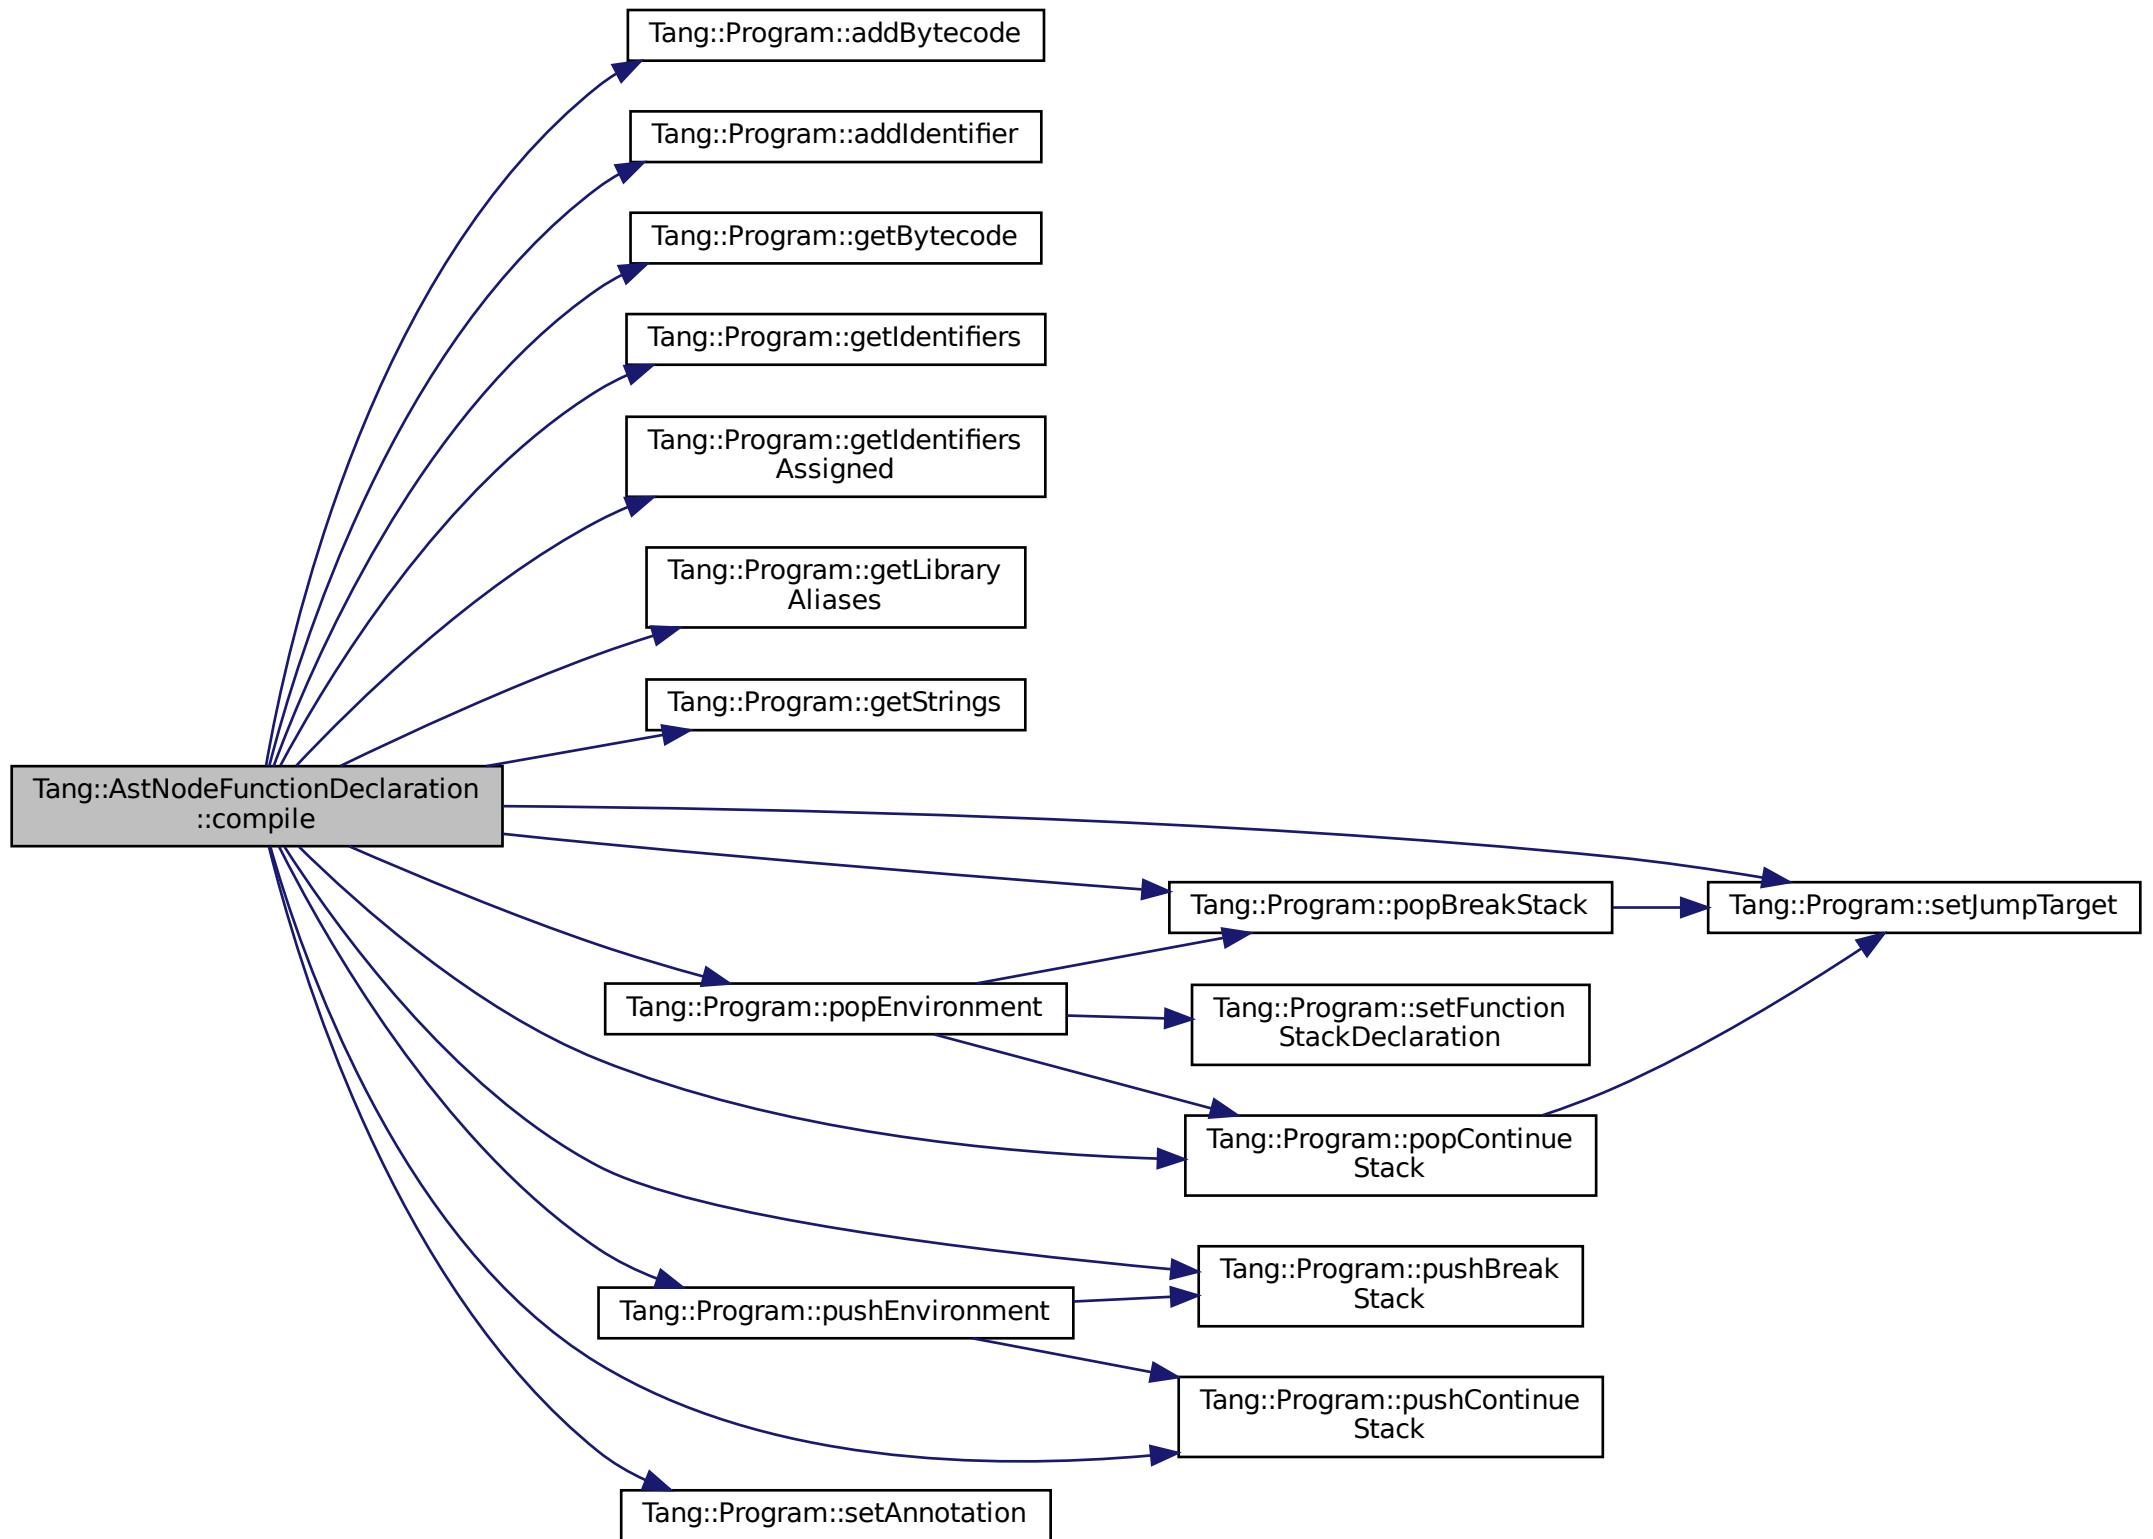 Tang::Program::addBytecode
Tang::Program::addIdentifier
Tang::Program::getBytecode
Tang::Program::getIdentifiers
Tang::Program::getIdentifiers
Assigned
Tang::Program::getLibrary
Aliases
Tang::Program::getStrings
Tang::AstNodeFunctionDeclaration
::compile
Tang::Program::popBreakStack
Tang::Program::setJumpTarget
Tang::Program::popEnvironment
Tang::Program::setFunction
StackDeclaration
Tang::Program::popContinue
Stack
Tang::Program::pushBreak
Stack
Tang::Program::pushEnvironment
Tang::Program::pushContinue
Stack
Tang::Program::setAnnotation